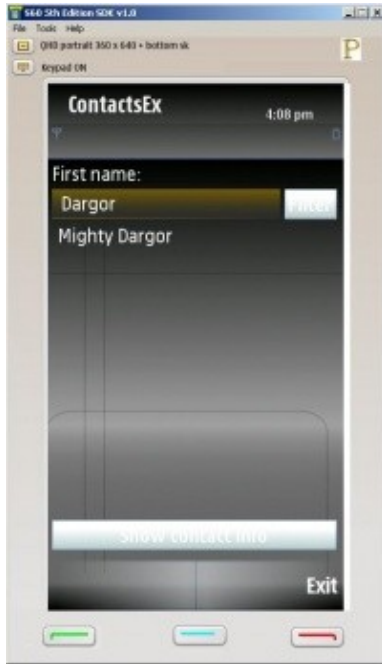 S60 5th Edition SDK v1.0
File Tools Help
QHD portrait 360 x 640 + bottom sk
P
Keypad ON
ContactsEx
4:08 pm
First name:
Dargor
Filter
Mighty Dargor
Show contact info
Exit